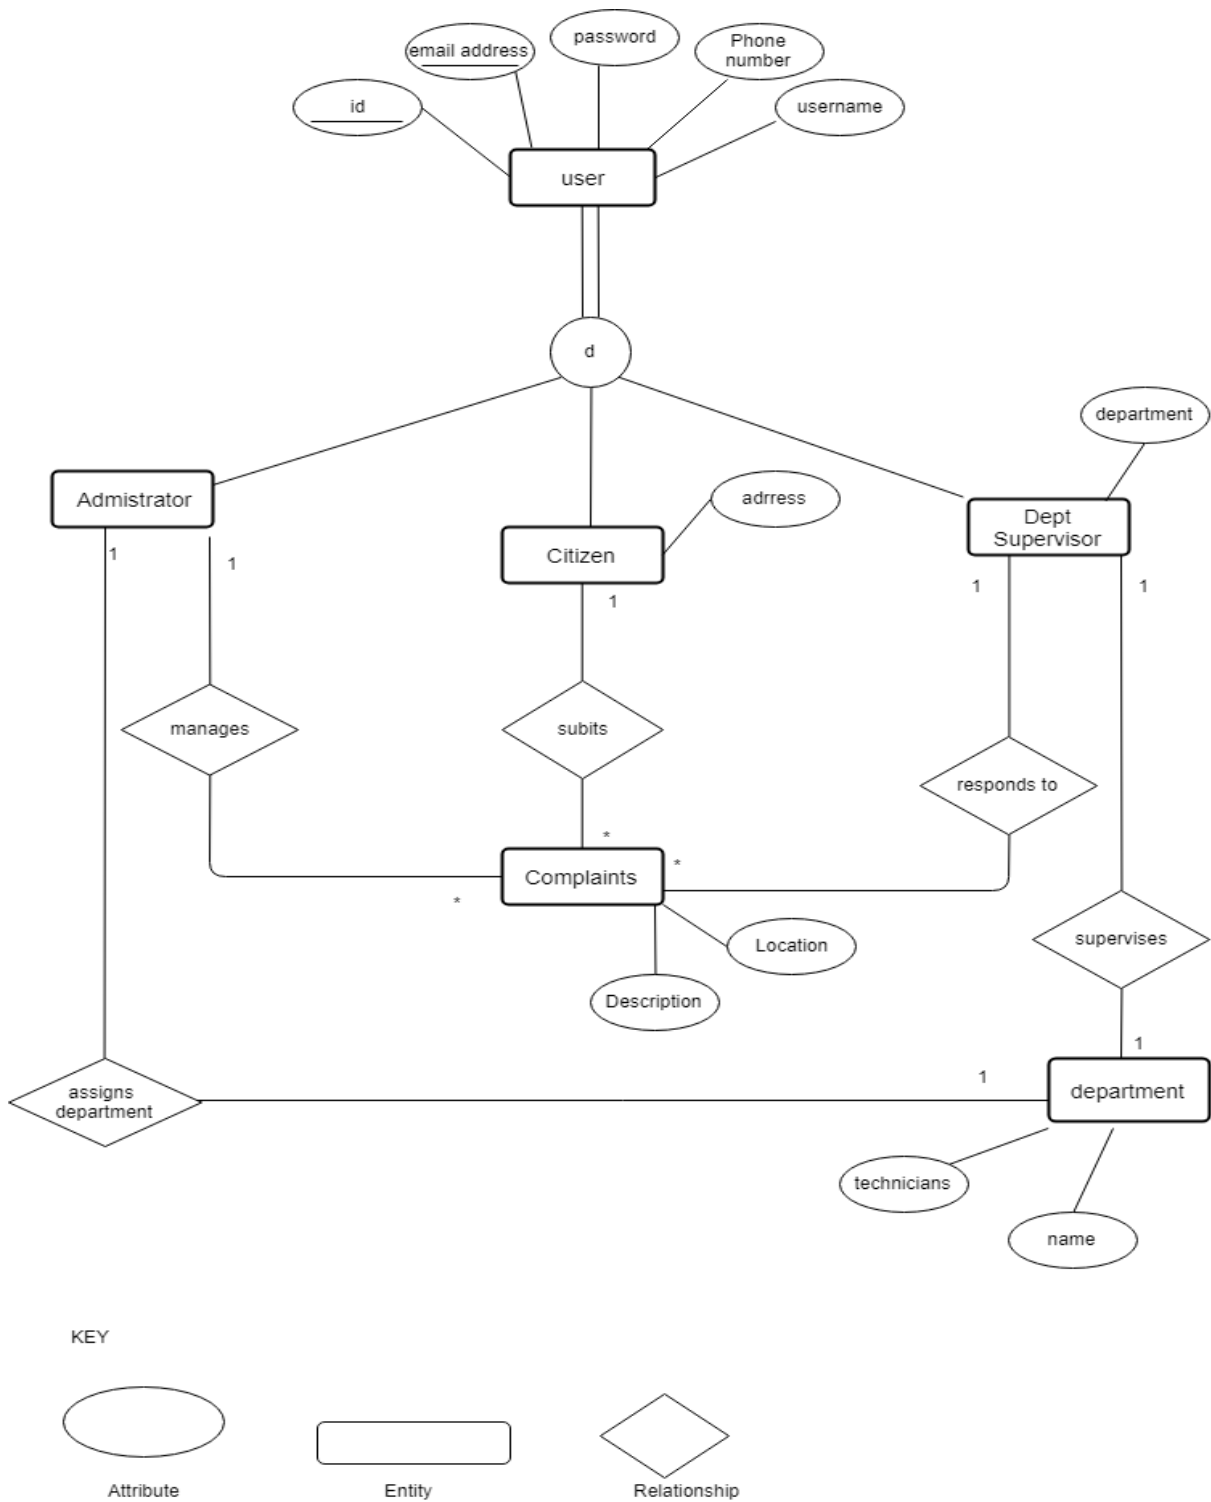 password
Phone
number
email address
id
username
user
d
department
Admistrator
adrress
Dept
Supervisor
Citizen
1
1
1
1
1
manages
subits
responds to
*
*
Complaints
*
supervises
Location
Description
1
1
assigns
department
department
technicians
name
KEY
Attribute
Entity
Relationship